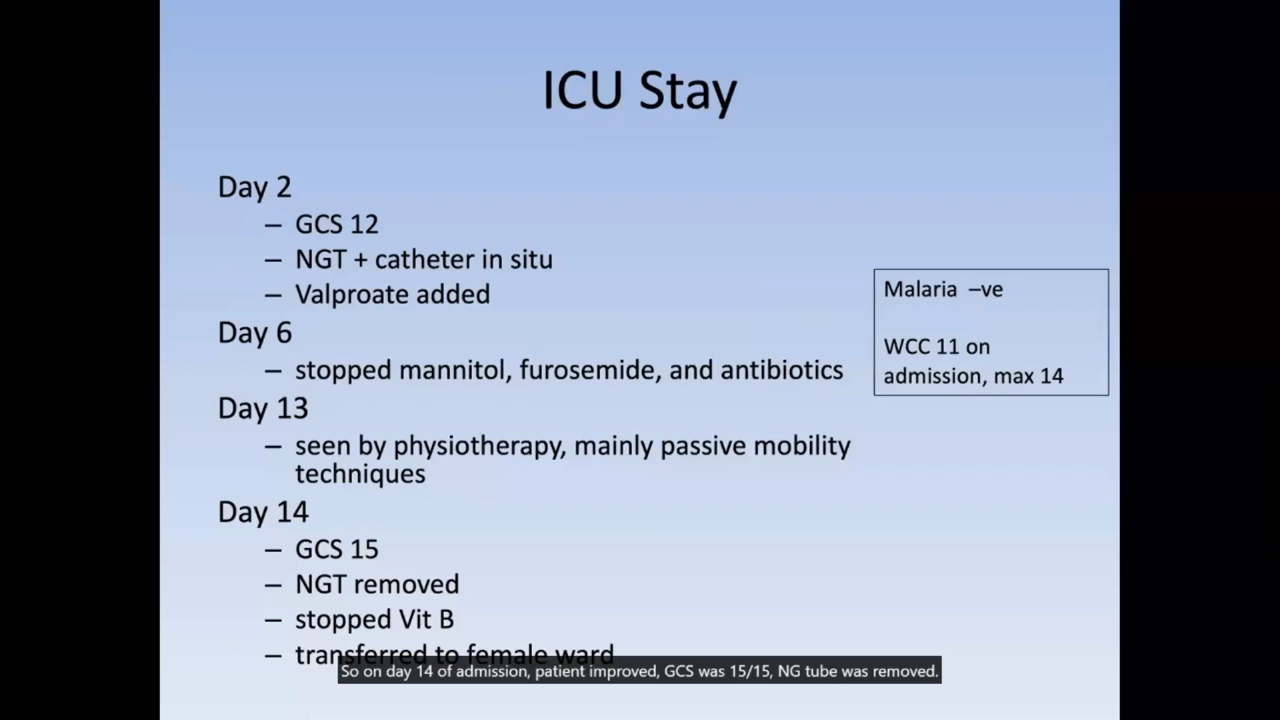 ICU Stay
Day 2
– GCS 12
– NGT + catheter in situ
– Valproate added
Day 6
– stopped mannitol, furosemide, and antibiotics
Day 13
– seen by physiotherapy, mainly passive mobility
techniques
Day 14
– GCS 15
– NGT removed
– stopped Vit B
– transferred to female ward
Malaria –ve
WCC 11 on
admission, max 14
So on day 14 of admission, patient improved, GCS was 15/15, NG tube was removed.